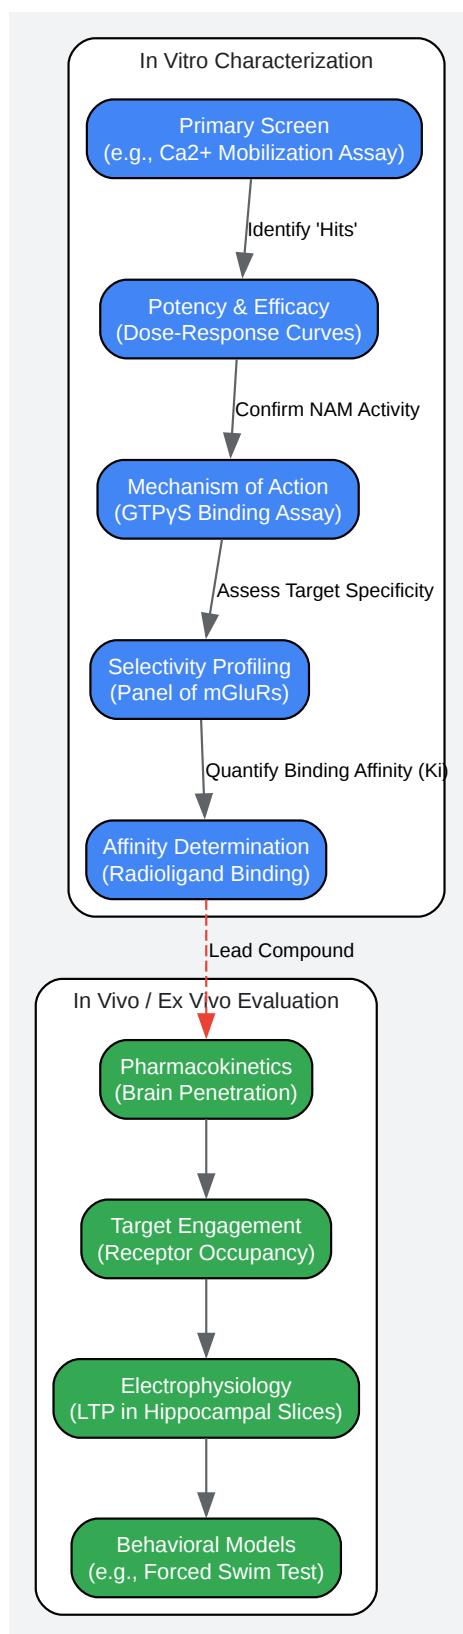 In Vitro Characterization
Primary Screen
(e.g., Ca2+ Mobilization Assay)
Identify 'Hits'
Potency & Efficacy
(Dose-Response Curves)
Confirm NAM Activity
Mechanism of Action
(GTPγS Binding Assay)
Assess Target Specificity
Selectivity Profiling
(Panel of mGluRs)
Quantify Binding Affinity (Ki)
Affinity Determination
(Radioligand Binding)
Lead Compound
In Vivo / Ex Vivo Evaluation
Pharmacokinetics
(Brain Penetration)
Target Engagement
(Receptor Occupancy)
Electrophysiology
(LTP in Hippocampal Slices)
Behavioral Models
(e.g., Forced Swim Test)